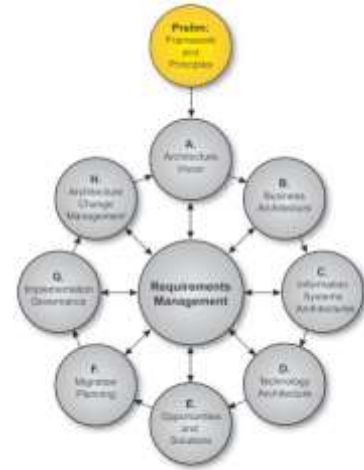 Prelim:
Framework
and
Principles
A.
Architecture
Vision
B.
Business
Architecture
H.
Architecture
Change
Management
Requirements
Management
C.
Information
Systems
Architectures
G.
Implementation
Governance
D.
Technology
Architecture
F.
Migration
Planning
E.
Opportunities
and
Solutions